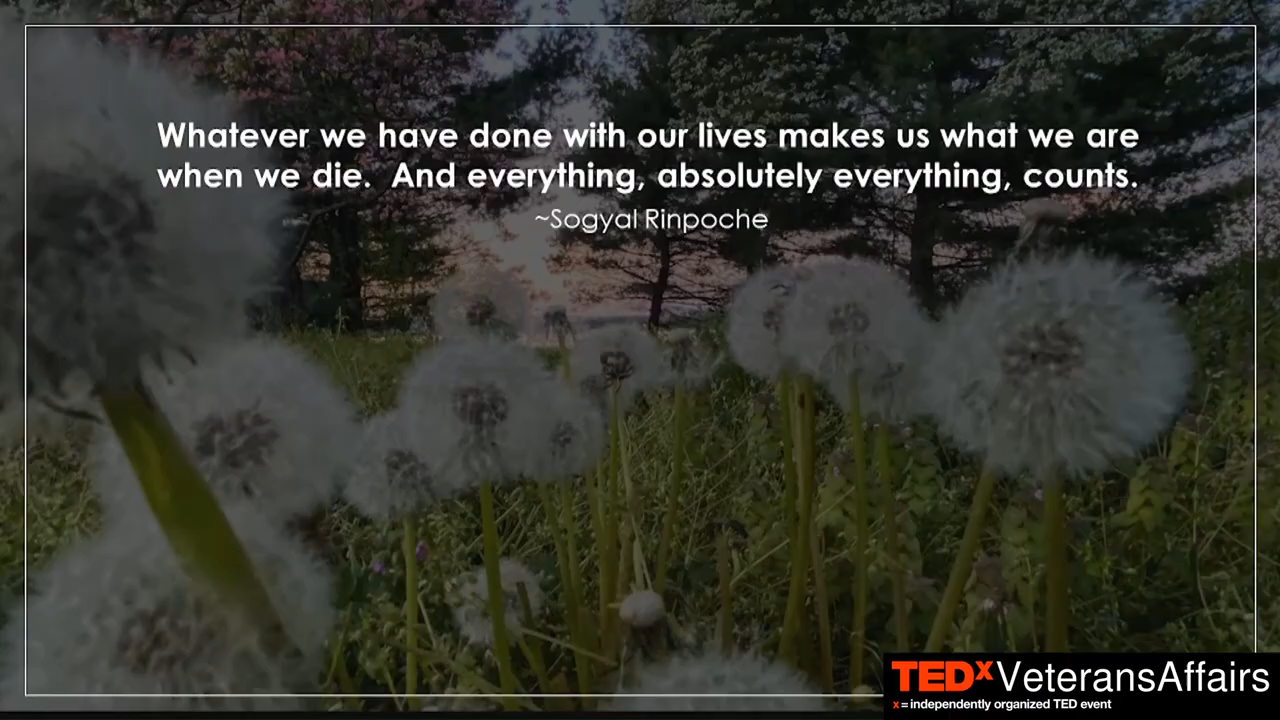 Whatever we have done with our lives makes us what we are
when we die.  And everything, absolutely everything, counts.
~Sogyal Rinpoche
TEDxVeteransAffairs
x = independently organized TED event